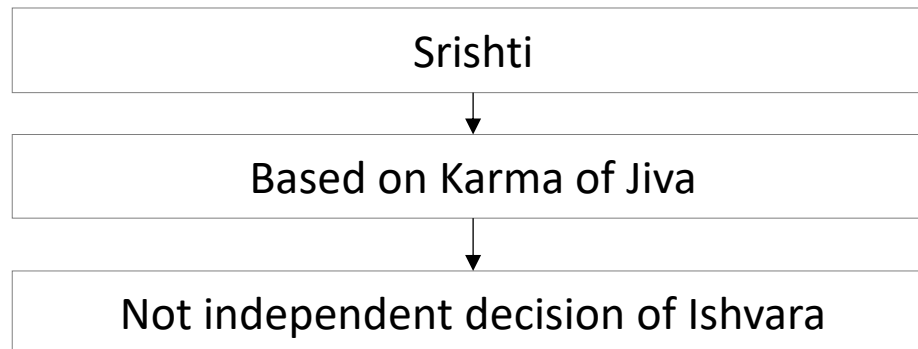 Srishti
Based on Karma of Jiva
Not independent decision of Ishvara